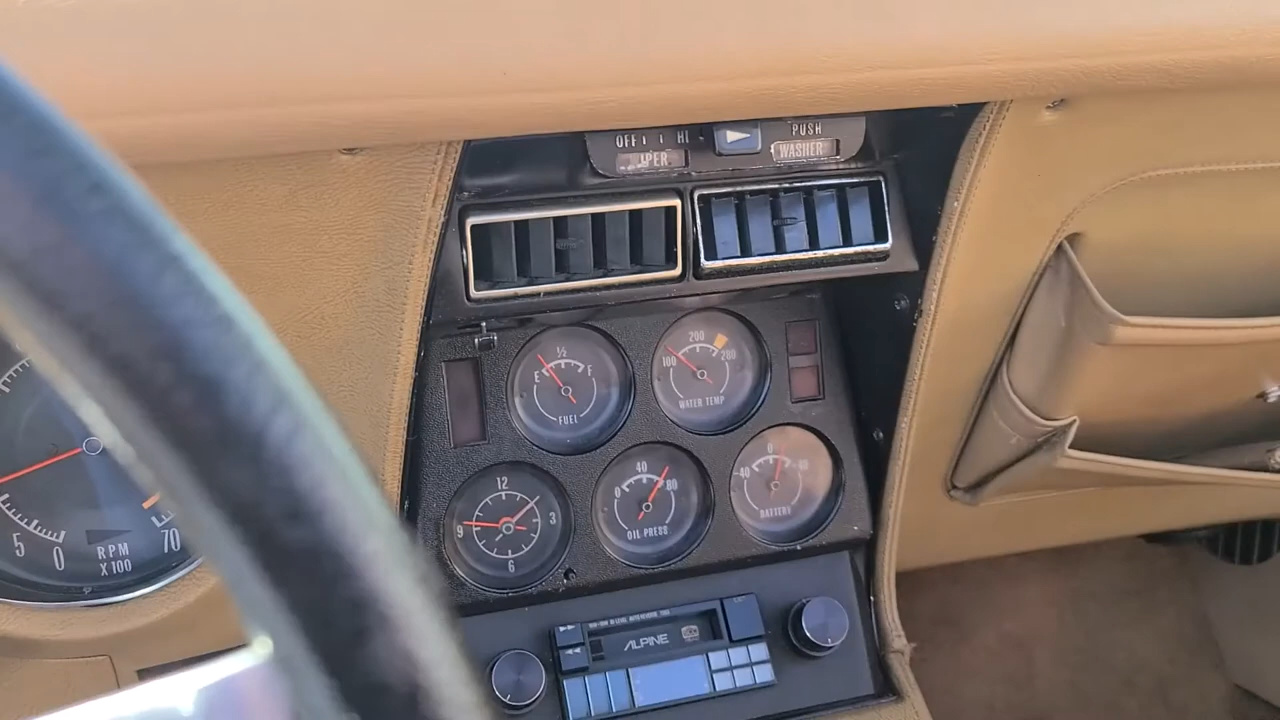 OFF HI
PUSH
WASHER
E 1/2 F
FUEL
100 200 280
WATER TEMP
12
9 3
6
0 40 80
OIL PRESS
-40 0 40
BATTERY
5 0 70
RPM
X 100
ALPINE